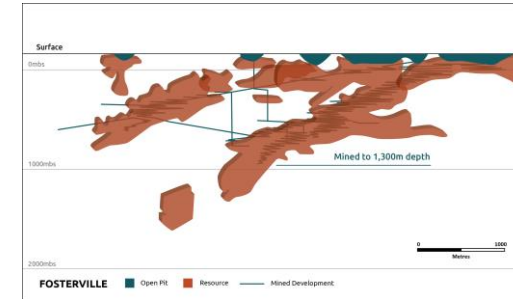 Surface
0mbs
Mined to 1,300m depth
1000mbs
0 1000
Metres
2000mbs
FOSTERVILLE Open Pit Resource Mined Development